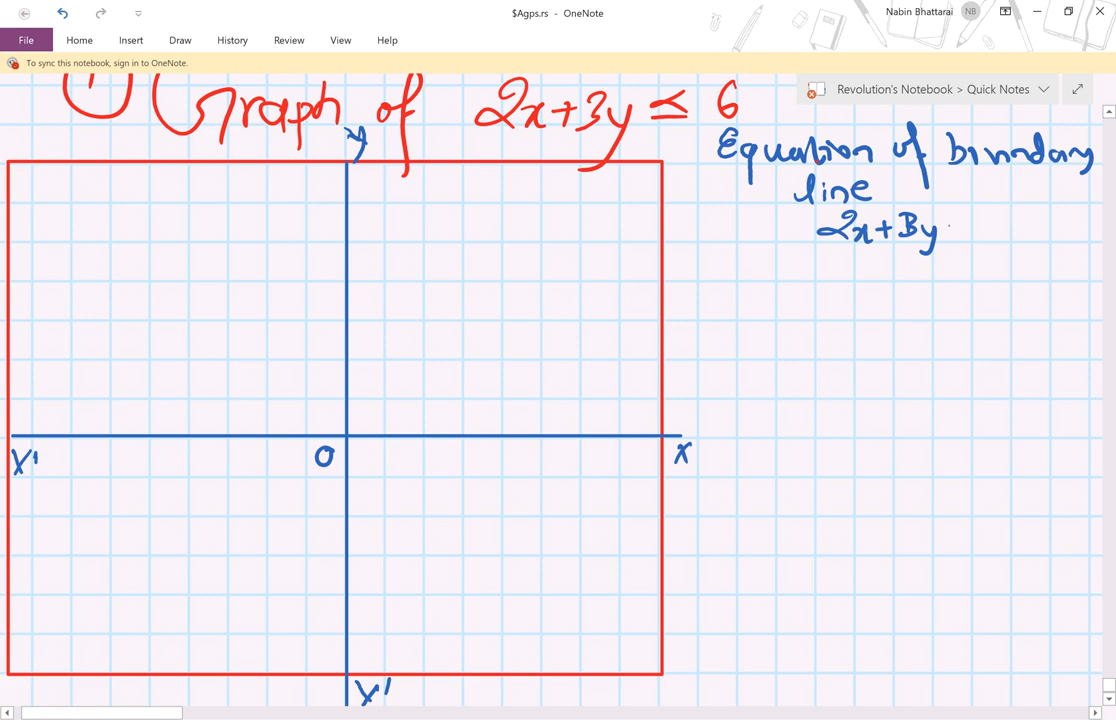 $Agps.rs - OneNote
Nabin Bhattarai NB
File Home Insert Draw History Review View Help
To sync this notebook, sign in to OneNote.
Revolution's Notebook > Quick Notes
① Graph of 2x+3y ≤ 6
Equation of boundary
line
2x+3y
y
X' O X
Y'